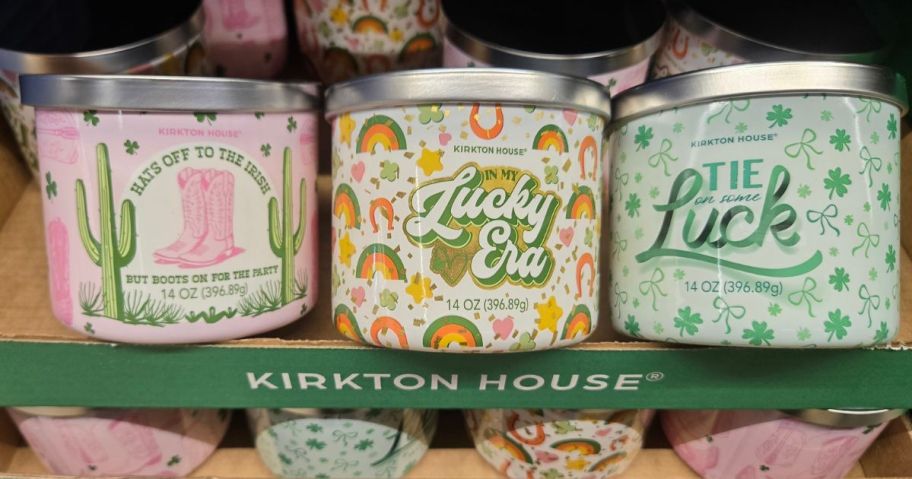 KIRKTON HOUSE®
HATS OFF TO THE IRISH
BUT BOOTS ON FOR THE PARTY
14 OZ (396.89g)
KIRKTON HOUSE®
IN MY
Lucky
Era
14 OZ (396.89g)
KIRKTON HOUSE®
TIE
on some
Luck
14 OZ (396.89g)
KIRKTON HOUSE®